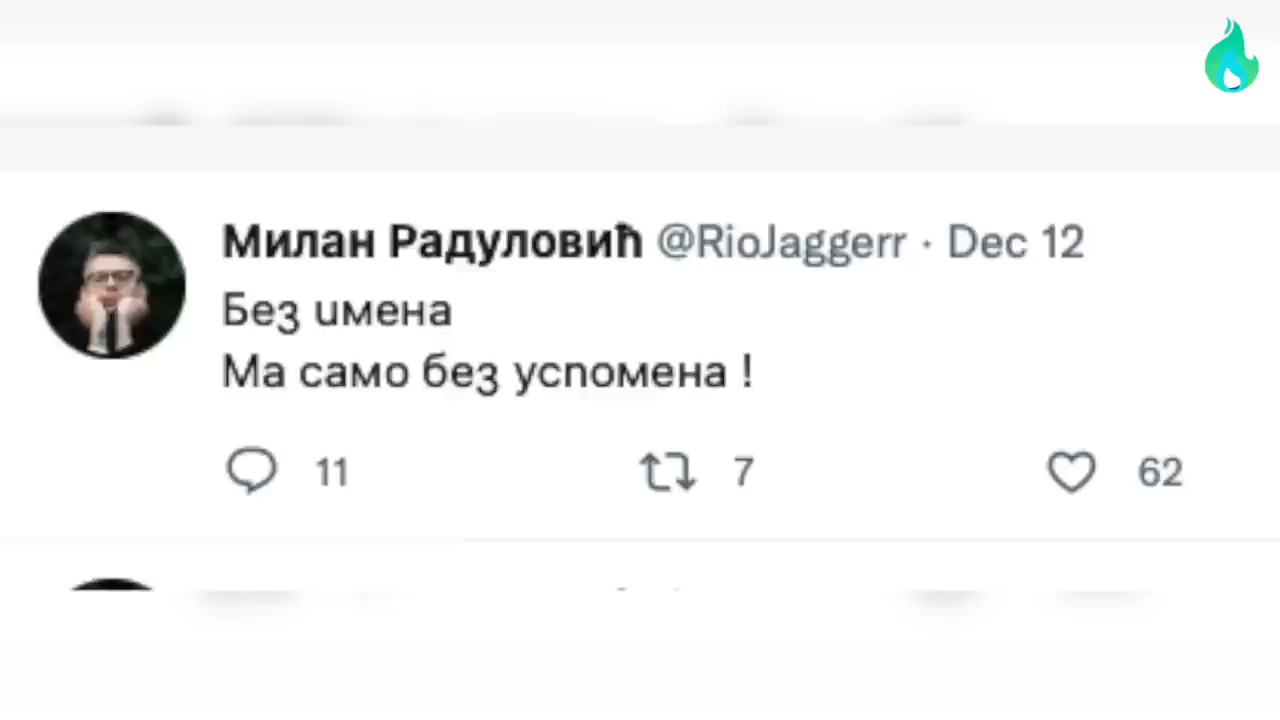 Милан Радуловић @RioJaggerr · Dec 12
Без имена
Ма само без успомена !
11 7 62